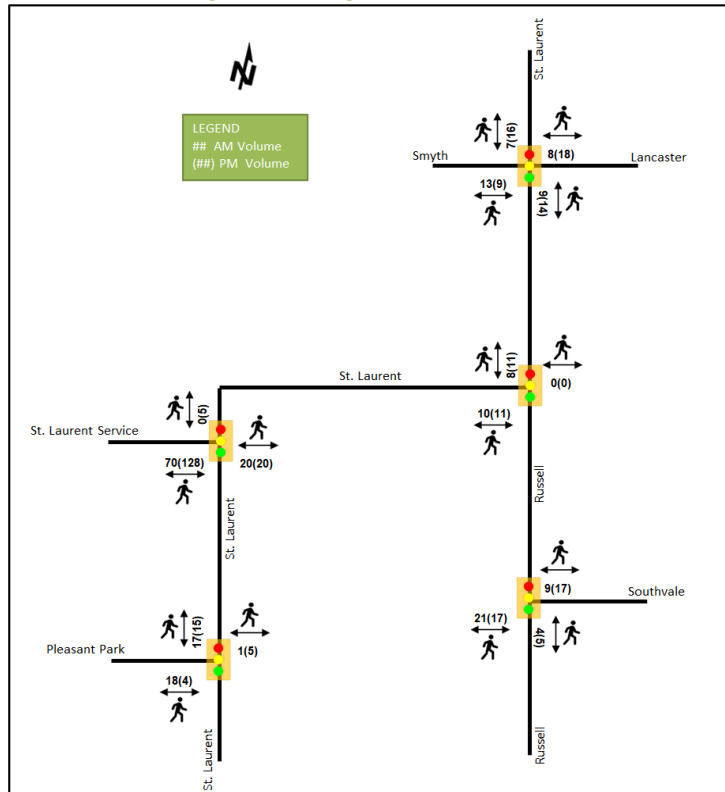 St. Laurent
LEGEND
## AM Volume
(##) PM Volume
7(16)
8(18)
Smyth
Lancaster
13(9)
9(14)
St. Laurent
8(11)
0(0)
10(11)
0(5)
St. Laurent Service
20(20)
70(128)
Russell
St. Laurent
9(17)
Southvale
21(17)
4(5)
17(15)
Pleasant Park
1(5)
18(4)
St. Laurent
Russell